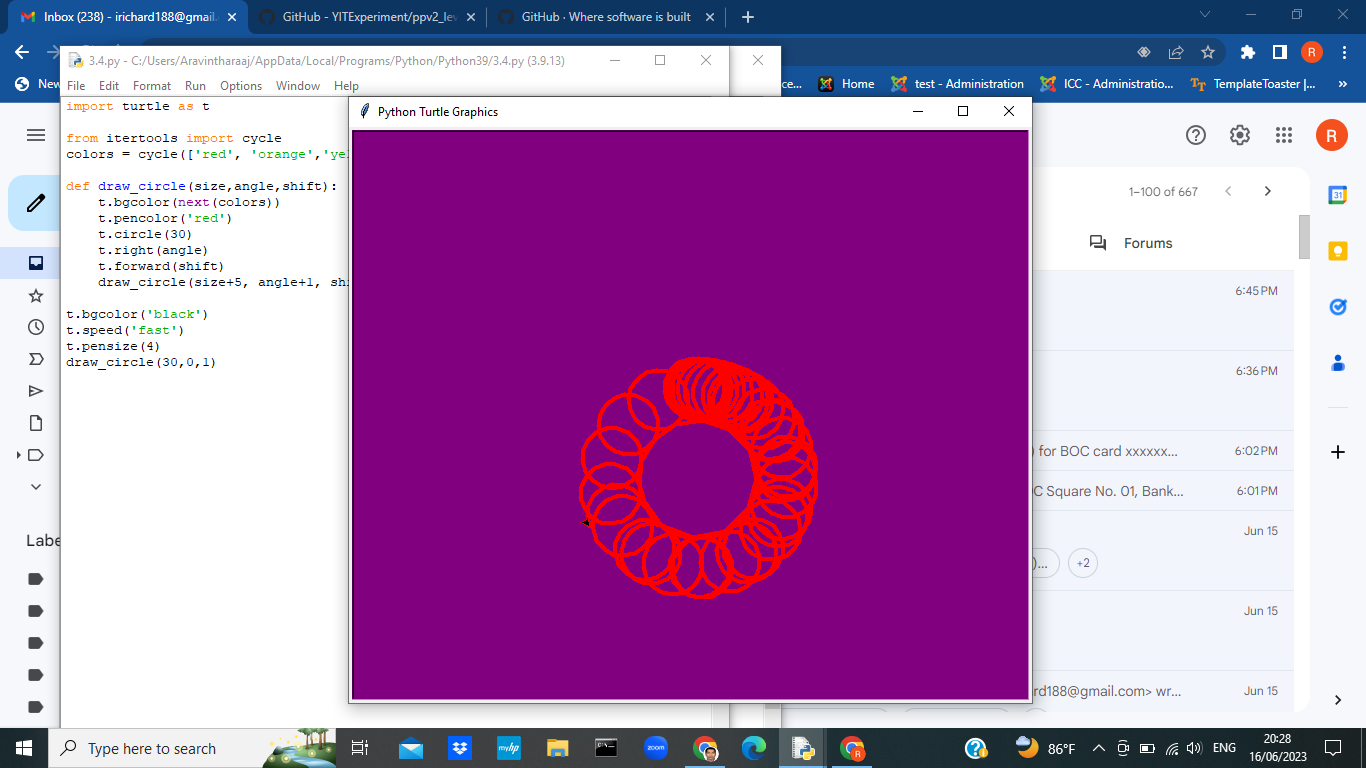 Inbox (238) - irichard188@gmail.
GitHub - YITExperiment/ppv2_lev
GitHub · Where software is built
R
New
ce...
Home
test - Administration
ICC - Administratio...
TemplateToaster |...
»
3.4.py - C:/Users/Aravintharaaj/AppData/Local/Programs/Python/Python39/3.4.py (3.9.13)
File Edit Format Run Options Window Help
import turtle as t
from itertools import cycle
colors = cycle(['red', 'orange','yel
def draw_circle(size,angle,shift):
    t.bgcolor(next(colors))
    t.pencolor('red')
    t.circle(30)
    t.right(angle)
    t.forward(shift)
    draw_circle(size+5, angle+1, shi
t.bgcolor('black')
t.speed('fast')
t.pensize(4)
draw_circle(30,0,1)
Python Turtle Graphics
R
1–100 of 667
31
Forums
6:45 PM
6:36 PM
) for BOC card xxxxxx...
6:02 PM
C Square No. 01, Bank...
6:01 PM
Jun 15
)...
+2
Jun 15
rd188@gmail.com> wr...
Jun 15
Labe
Type here to search
myhp
zoom
R
86°F
ENG
20:28
16/06/2023